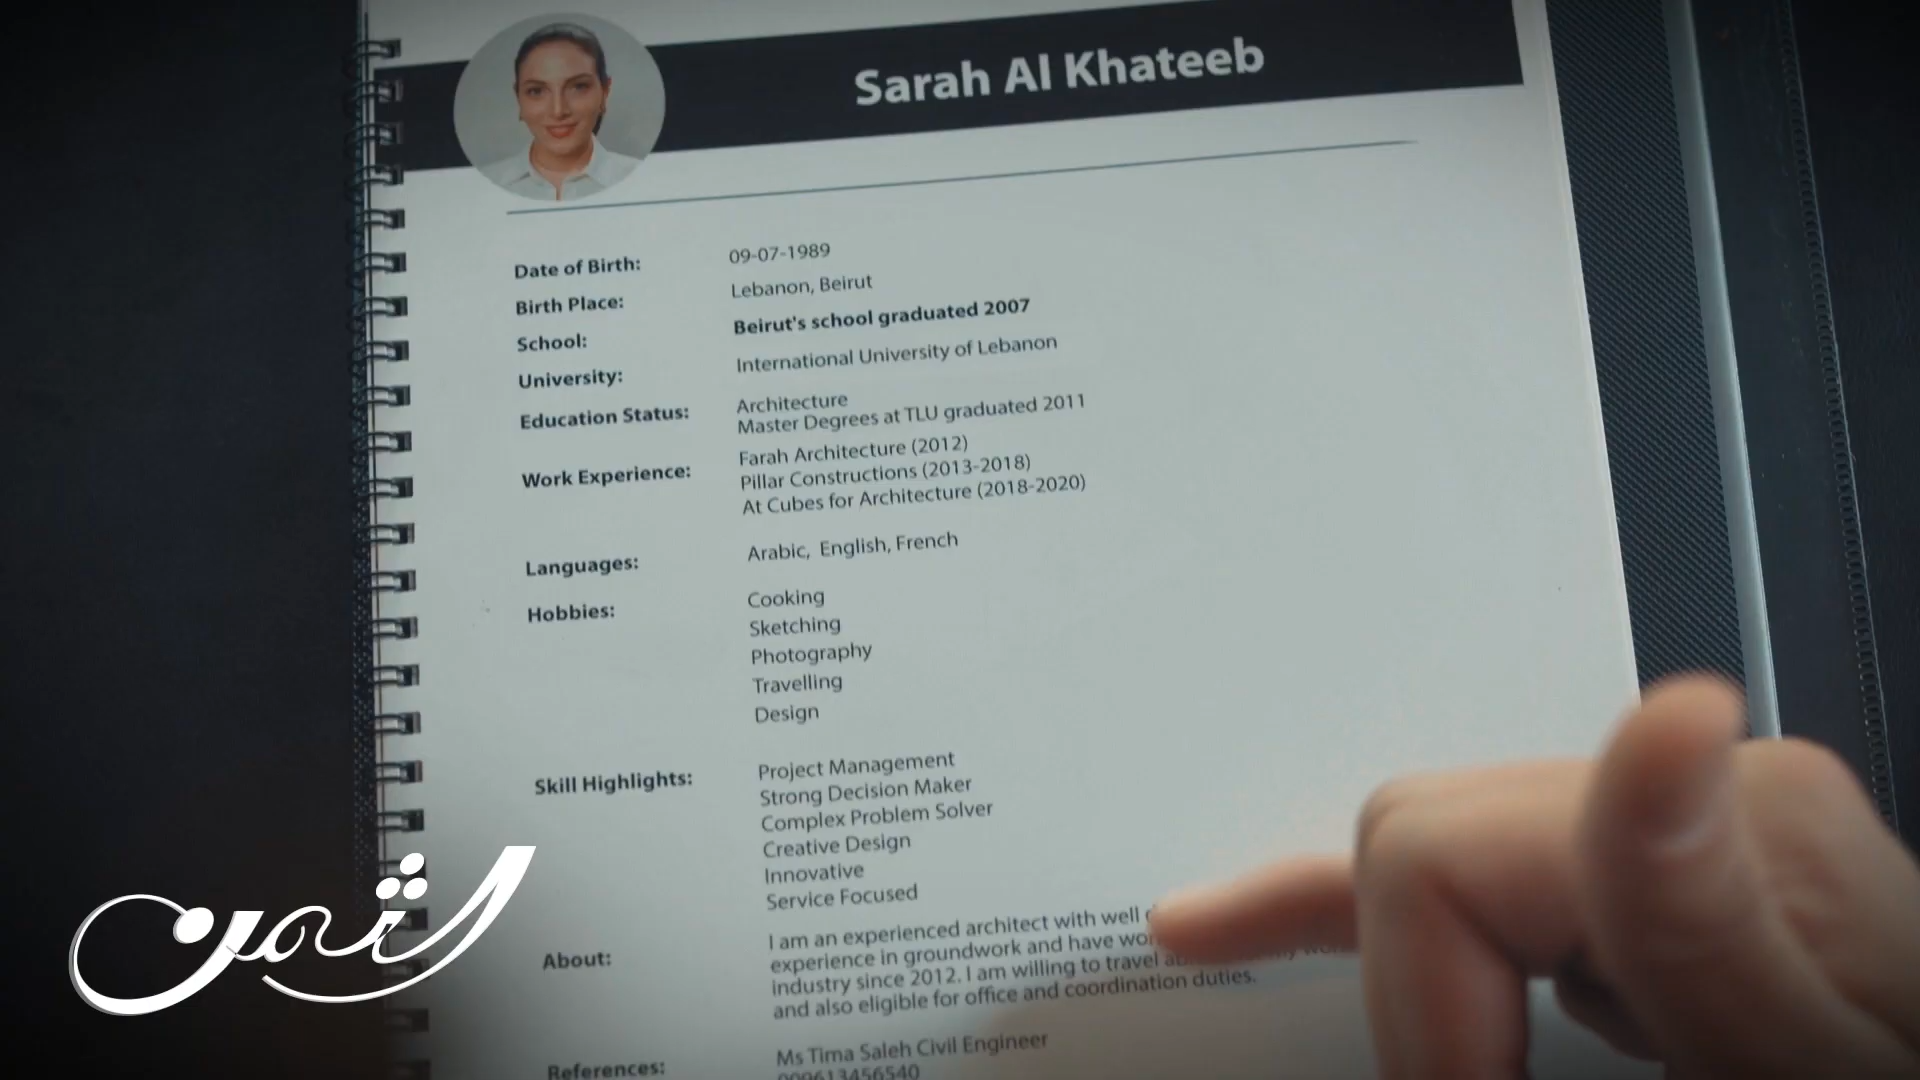 Sarah Al Khateeb
Date of Birth: 09-07-1989
Birth Place: Lebanon, Beirut
School: Beirut's school graduated 2007
University: International University of Lebanon
Education Status: Architecture
Master Degrees at TLU graduated 2011
Work Experience: Farah Architecture (2012)
Pillar Constructions (2013-2018)
At Cubes for Architecture (2018-2020)
Languages: Arabic, English, French
Hobbies: Cooking
Sketching
Photography
Travelling
Design
Skill Highlights: Project Management
Strong Decision Maker
Complex Problem Solver
Creative Design
Innovative
Service Focused
About: I am an experienced architect with well
experience in groundwork and have
industry since 2012. I am willing to travel
and also eligible for office and coordination duties.
References: Ms Tima Saleh Civil Engineer
009613456540
الثمن